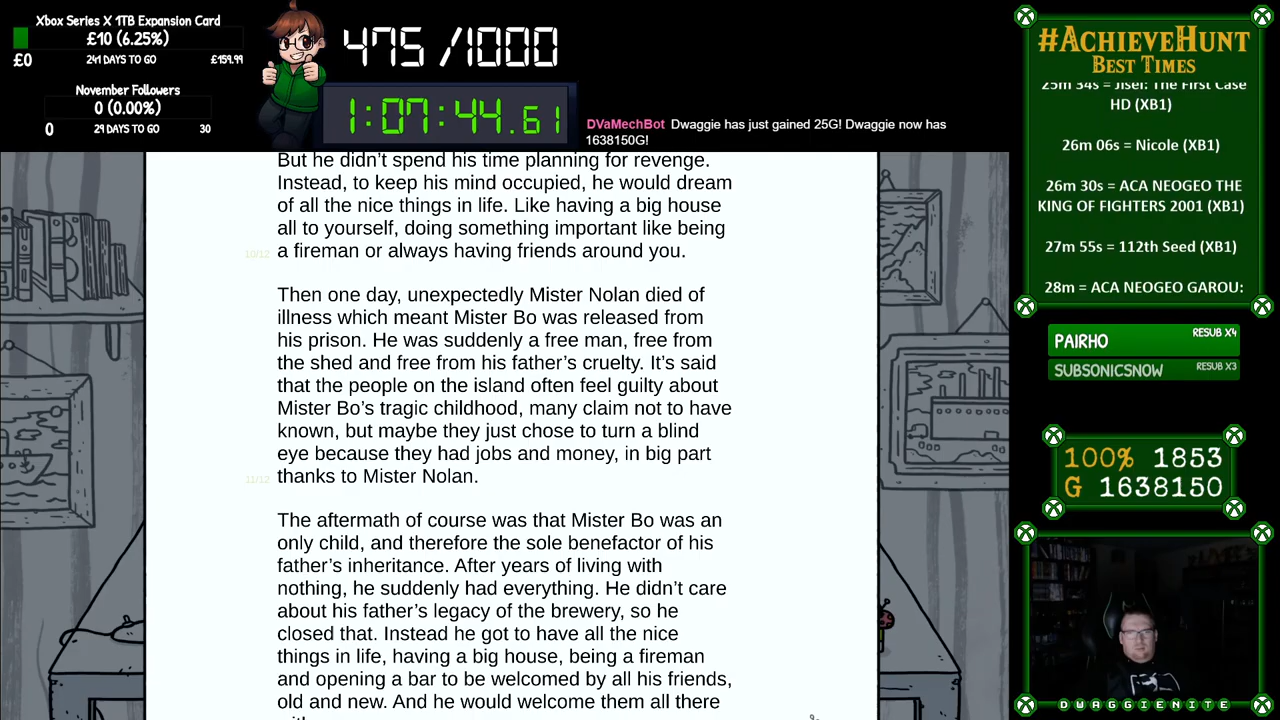 Xbox Series X 1TB Expansion Card
£10 (6.25%)
£0
241 DAYS TO GO
£159.99
November Followers
0 (0.00%)
0
29 DAYS TO GO
30
475 /1000
1:07:44.61
DVaMechBot Dwaggie has just gained 25G! Dwaggie now has
1638150G!
#AchieveHunt
Best Times
25m 34s = Jisei: The First Case
HD (XB1)
26m 06s = Nicole (XB1)
26m 30s = ACA NEOGEO THE
KING OF FIGHTERS 2001 (XB1)
27m 55s = 112th Seed (XB1)
28m = ACA NEOGEO GAROU:
PAIRHO
RESUB X4
SUBSONICSNOW
RESUB X3
100% 1853
G 1638150
DWAGGIENITE
But he didn’t spend his time planning for revenge.
Instead, to keep his mind occupied, he would dream
of all the nice things in life. Like having a big house
all to yourself, doing something important like being
10/12 a fireman or always having friends around you.
Then one day, unexpectedly Mister Nolan died of
illness which meant Mister Bo was released from
his prison. He was suddenly a free man, free from
the shed and free from his father’s cruelty. It’s said
that the people on the island often feel guilty about
Mister Bo’s tragic childhood, many claim not to have
known, but maybe they just chose to turn a blind
eye because they had jobs and money, in big part
11/12 thanks to Mister Nolan.
The aftermath of course was that Mister Bo was an
only child, and therefore the sole benefactor of his
father’s inheritance. After years of living with
nothing, he suddenly had everything. He didn’t care
about his father’s legacy of the brewery, so he
closed that. Instead he got to have all the nice
things in life, having a big house, being a fireman
and opening a bar to be welcomed by all his friends,
old and new. And he would welcome them all there